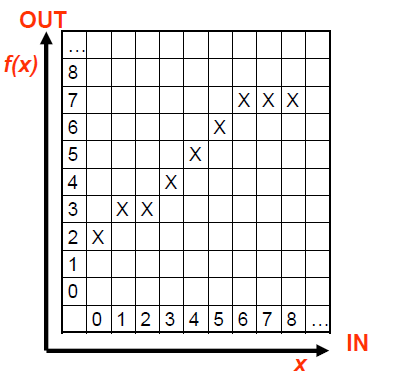 OUT
f(x)
...
8
7 X X X
6 X
5 X
4 X
3 X X
2 X
1
0
0 1 2 3 4 5 6 7 8 ...
IN
x